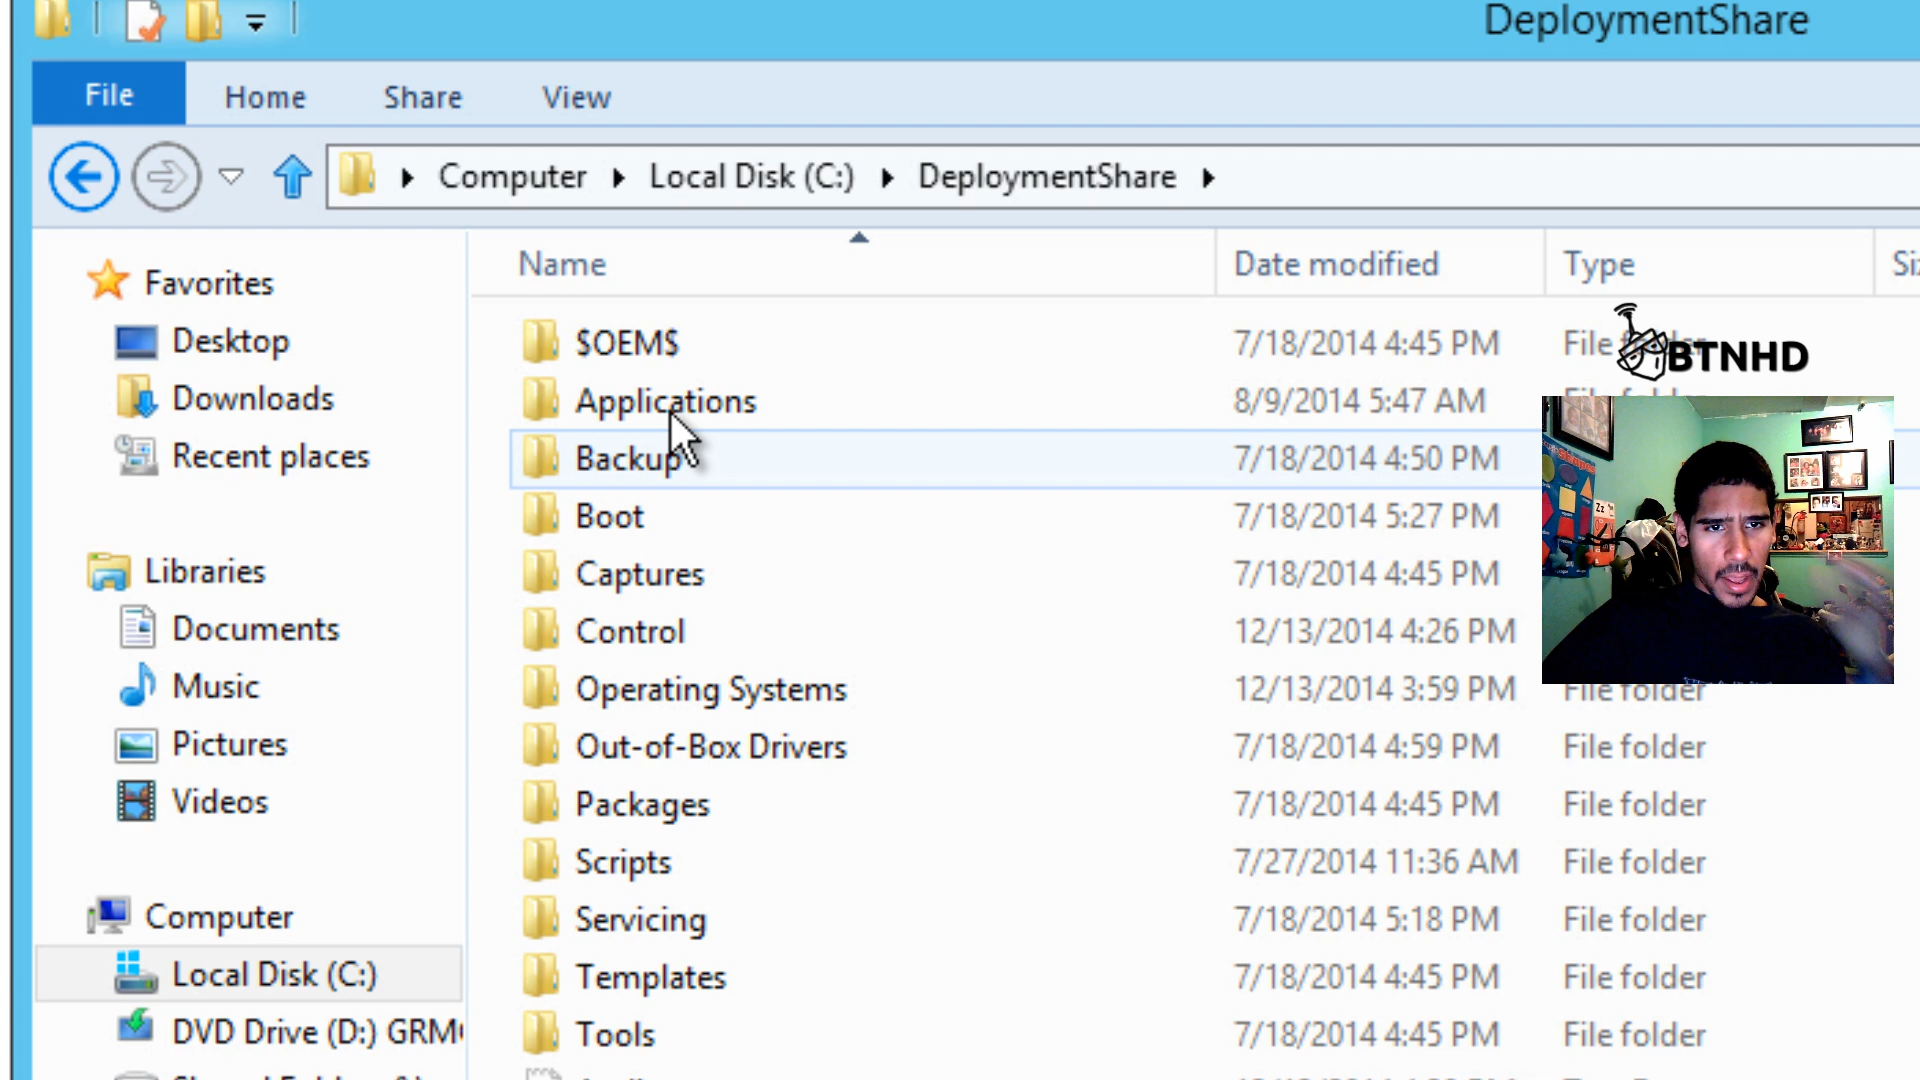 DeploymentShare
File Home Share View
Computer Local Disk (C:) DeploymentShare
Name Date modified Type
Favorites
Desktop
Downloads
Recent places
Libraries
Documents
Music
Pictures
Videos
Computer
Local Disk (C:)
DVD Drive (D:)
$OEM$ 7/18/2014 4:45 PM File
Applications 8/9/2014 5:47 AM
Backup 7/18/2014 4:50 PM
Boot 7/18/2014 5:27 PM
Captures 7/18/2014 4:45 PM
Control 12/13/2014 4:26 PM
Operating Systems 12/13/2014 3:59 PM File folder
Out-of-Box Drivers 7/18/2014 4:59 PM File folder
Packages 7/18/2014 4:45 PM File folder
Scripts 7/27/2014 11:36 AM File folder
Servicing 7/18/2014 5:18 PM File folder
Templates 7/18/2014 4:45 PM File folder
Tools 7/18/2014 4:45 PM File folder
BTNHD